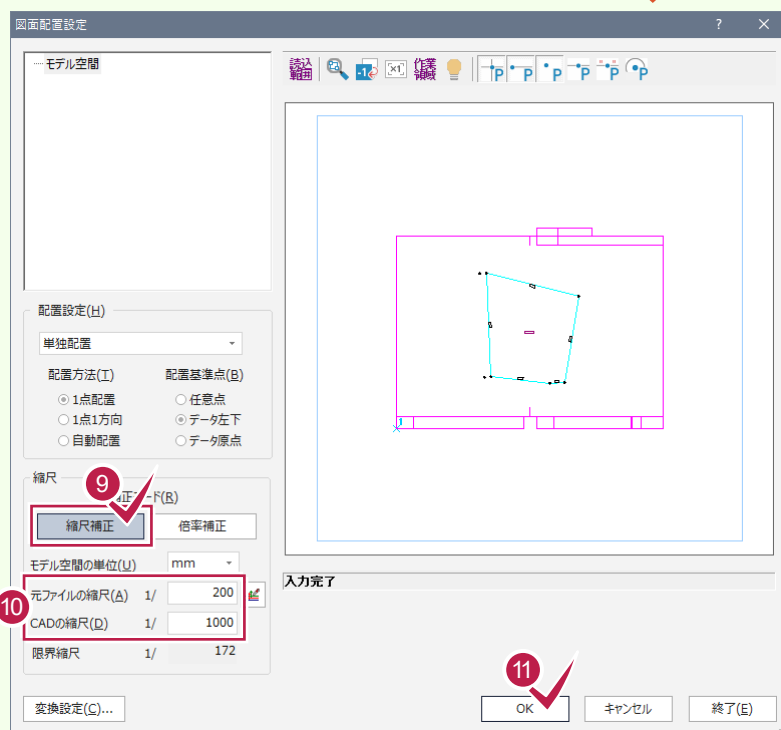 図面配置設定
? ×
モデル空間
読込範囲 -1 [×1] 作業領域 P P P P P P
配置設定(H)
単独配置
配置方法(T) 配置基準点(B)
1点配置 任意点
1点1方向 データ左下
自動配置 データ原点
縮尺
9
(R)
縮尺補正 倍率補正
モデル空間の単位(U) mm
10
元ファイルの縮尺(A) 1/ 200
CADの縮尺(D) 1/ 1000
限界縮尺 1/ 172
入力完了
11
変換設定(C)... OK キャンセル 終了(E)